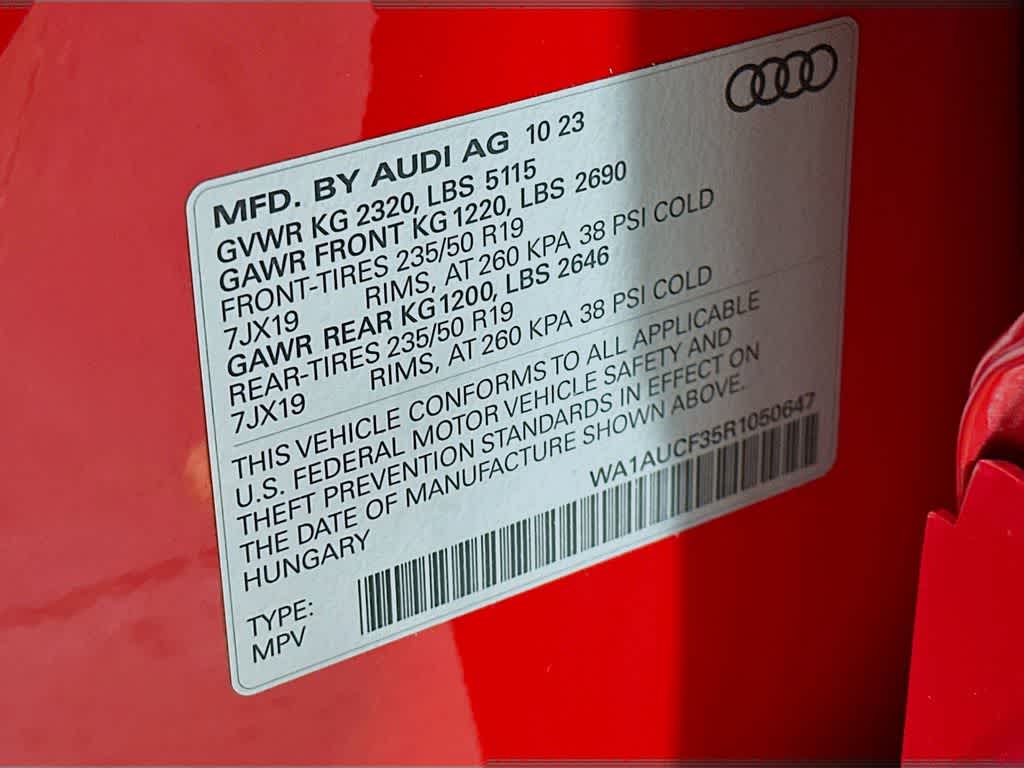 MFD. BY AUDI AG 10 23
GVWR KG 2320, LBS 5115
GAWR FRONT KG 1220, LBS 2690
FRONT-TIRES 235/50 R19
7JX19 RIMS, AT 260 KPA 38 PSI COLD
GAWR REAR KG 1200, LBS 2646
REAR-TIRES 235/50 R19
7JX19 RIMS, AT 260 KPA 38 PSI COLD
THIS VEHICLE CONFORMS TO ALL APPLICABLE
U.S. FEDERAL MOTOR VEHICLE SAFETY AND
THEFT PREVENTION STANDARDS IN EFFECT ON
THE DATE OF MANUFACTURE SHOWN ABOVE.
HUNGARY
WA1AUCF35R1050647
TYPE:
MPV